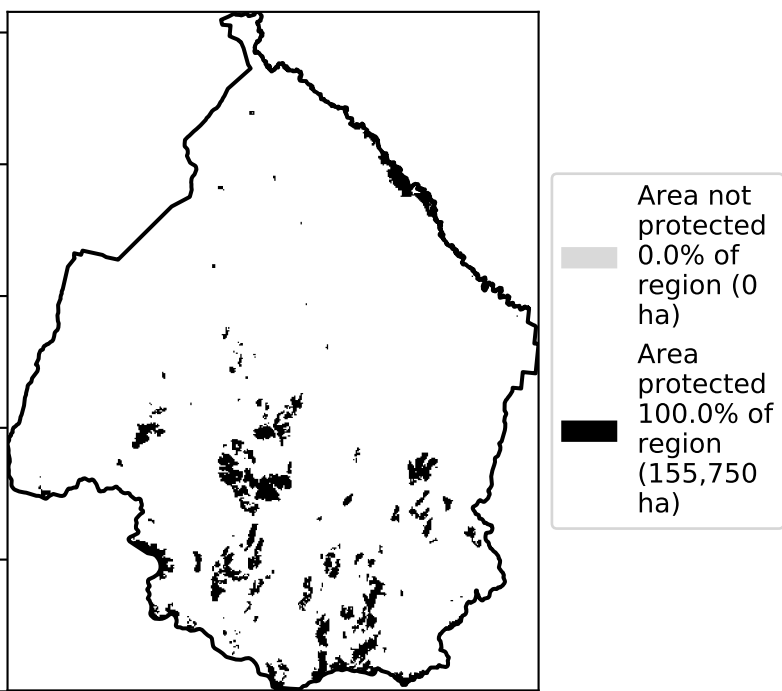 Area not
protected
0.0% of
region (0
ha)
Area
protected
100.0% of
region
(155,750
ha)